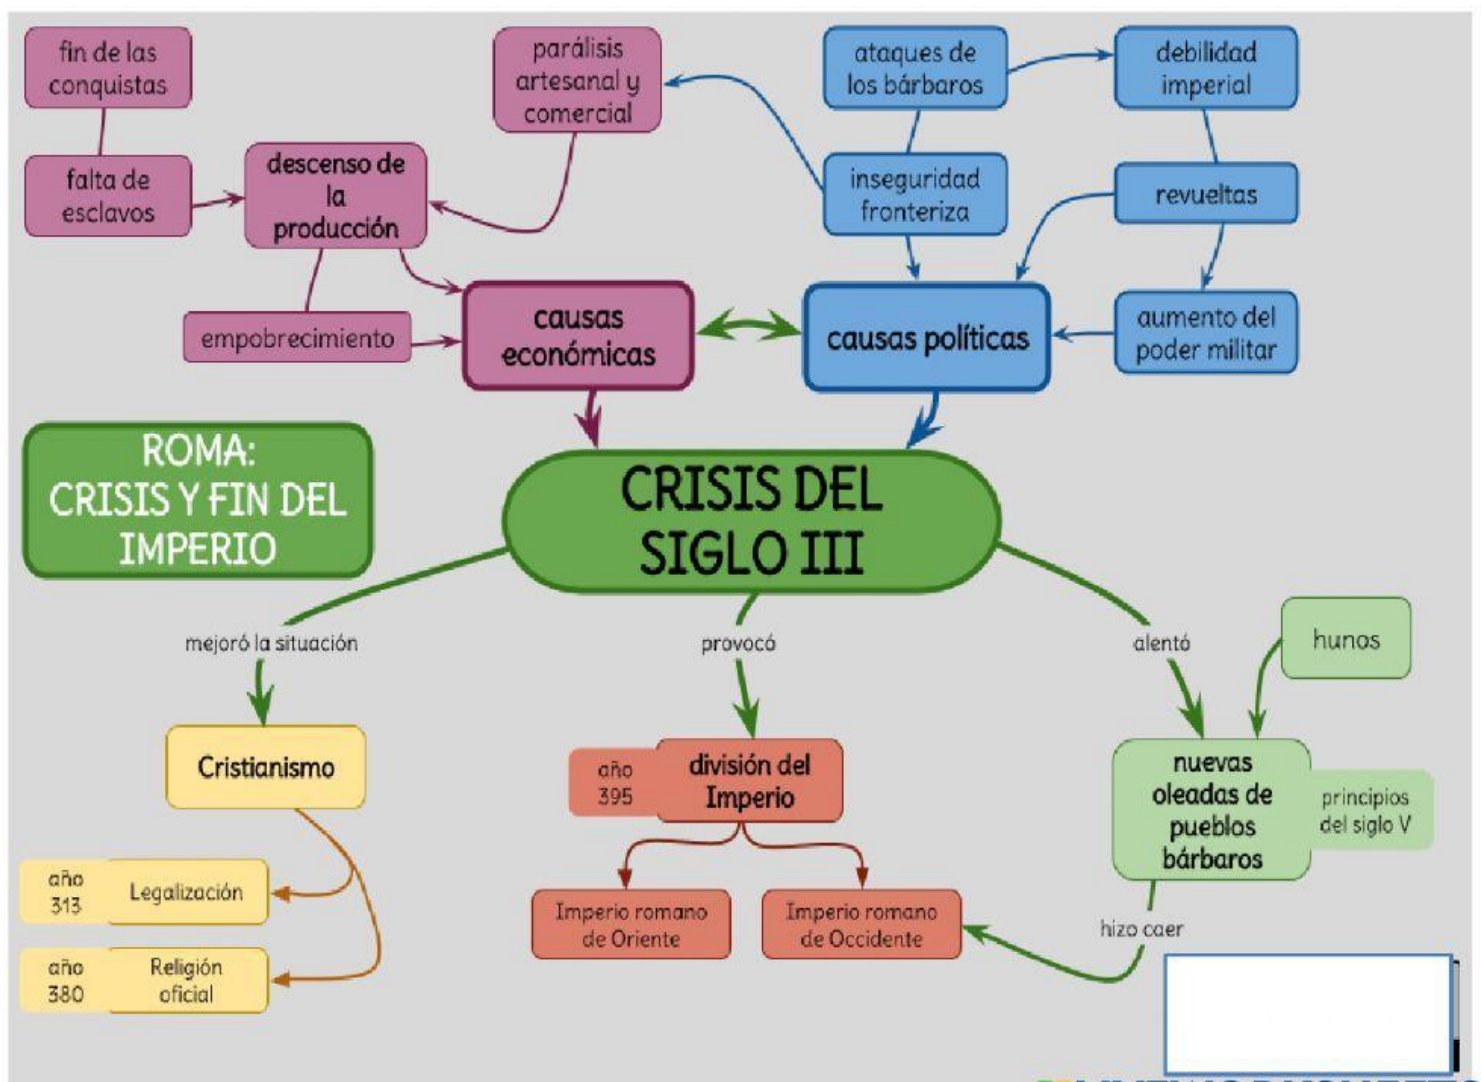 fin de las
conquistas
parálisis
artesanal y
comercial
ataques de
los bárbaros
debilidad
imperial
falta de
esclavos
descenso de
la
producción
inseguridad
fronteriza
revueltas
empobrecimiento
causas
económicas
causas políticas
aumento del
poder militar
ROMA:
CRISIS Y FIN DEL
IMPERIO
CRISIS DEL
SIGLO III
mejoró la situación
provocó
alentó
hunos
Cristianismo
año
395
división del
Imperio
nuevas
oleadas de
pueblos
bárbaros
principios
del siglo V
año
313
Legalización
Imperio romano
de Oriente
Imperio romano
de Occidente
hizo caer
año
380
Religión
oficial